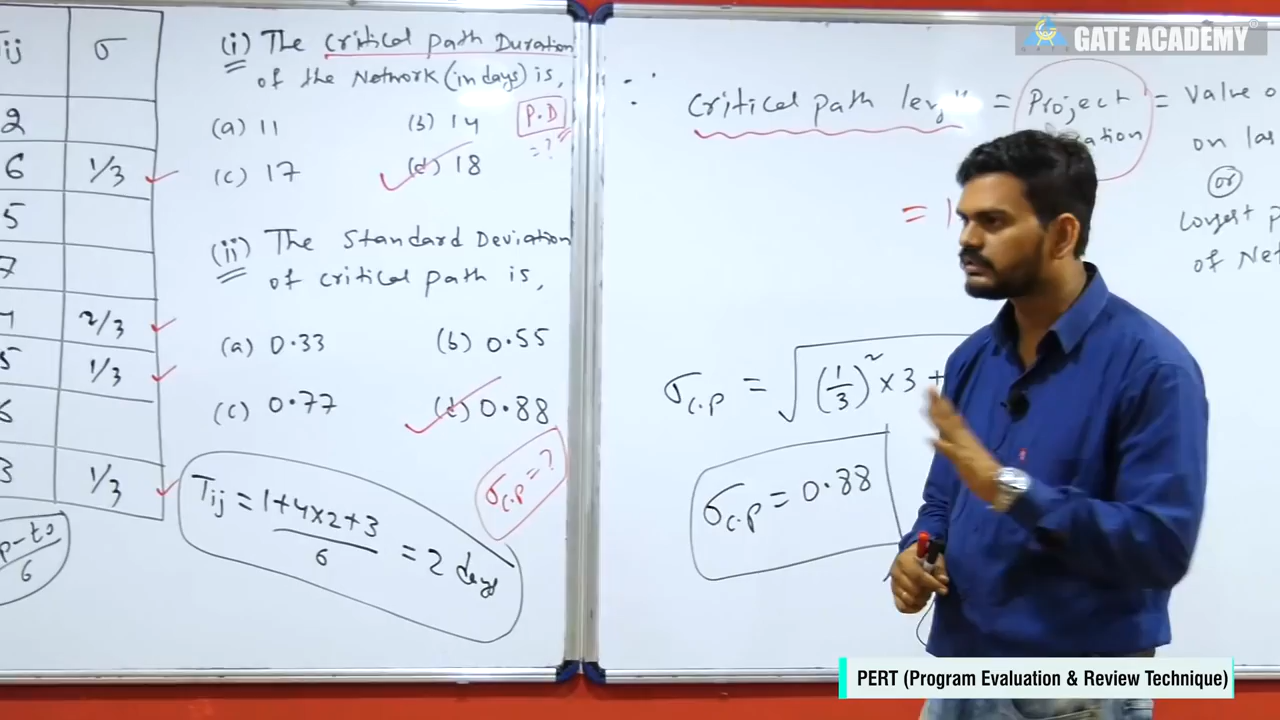 ij σ
2
6 1/3
5
7
2/3
5 1/3
6
3 1/3
p-to
6
(i) The critical path Duration
of the Network (in days) is,
(a) 11 (b) 14
(c) 17 (d) 18
P.D
= ?
(ii) The Standard Deviation
of critical path is,
(a) 0.33 (b) 0.55
(c) 0.77 (d) 0.88
σc.p = ?
Tij = 1+4x2+3
6
= 2 days
∴ critical path length = Project = Value o
on las
(or)
longest p
of Net
=
σc.p = √(1/3)² x 3 +
σc.p = 0.88
GATE ACADEMY
PERT (Program Evaluation & Review Technique)